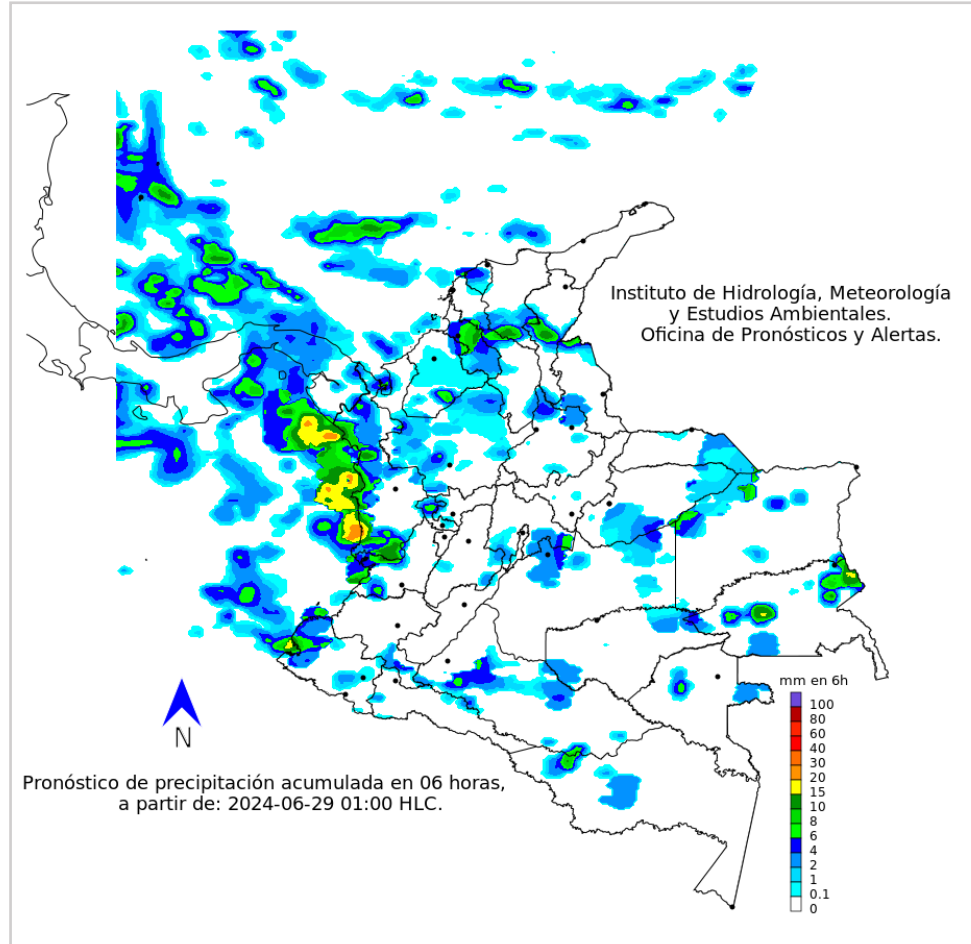 Instituto de Hidrología, Meteorología
y Estudios Ambientales.
Oficina de Pronósticos y Alertas.
mm en 6h
100
80
60
40
30
20
15
10
8
6
4
2
1
0.1
0
N
Pronóstico de precipitación acumulada en 06 horas,
a partir de: 2024-06-29 01:00 HLC.